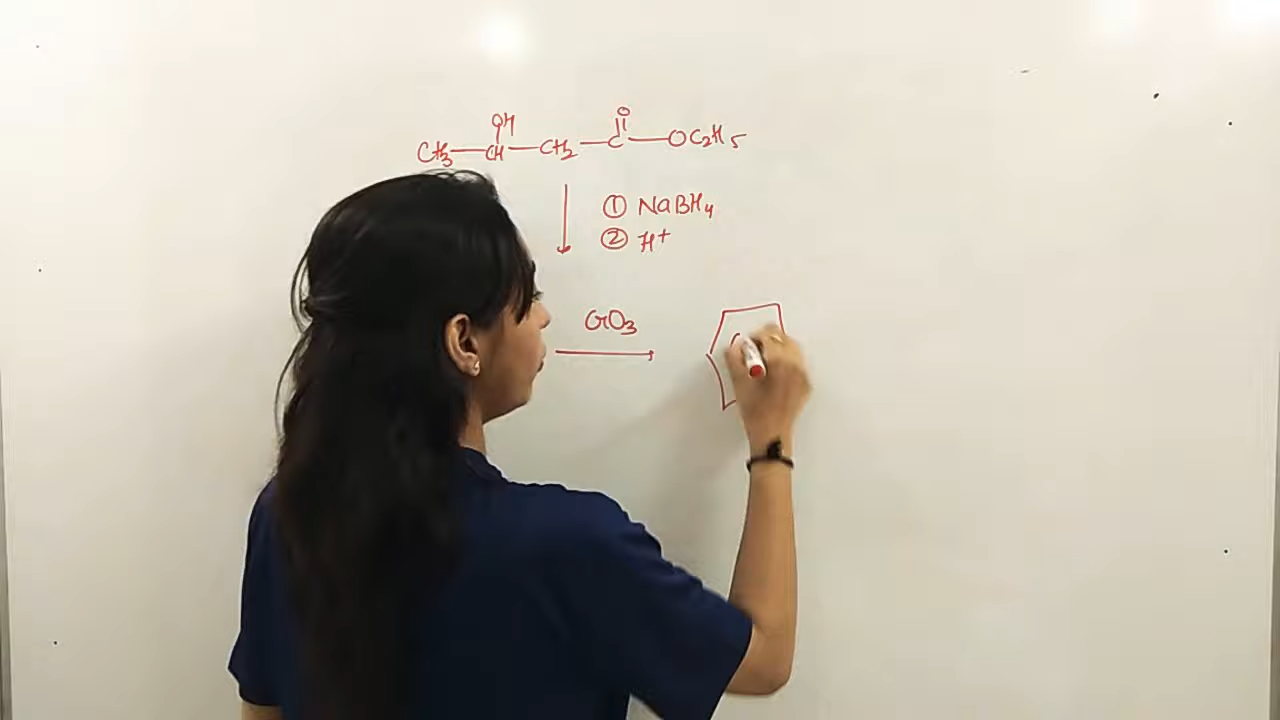 OH O
CH3—CH—CH2—C—OC2H5
① NaBH4
② H+
CrO3